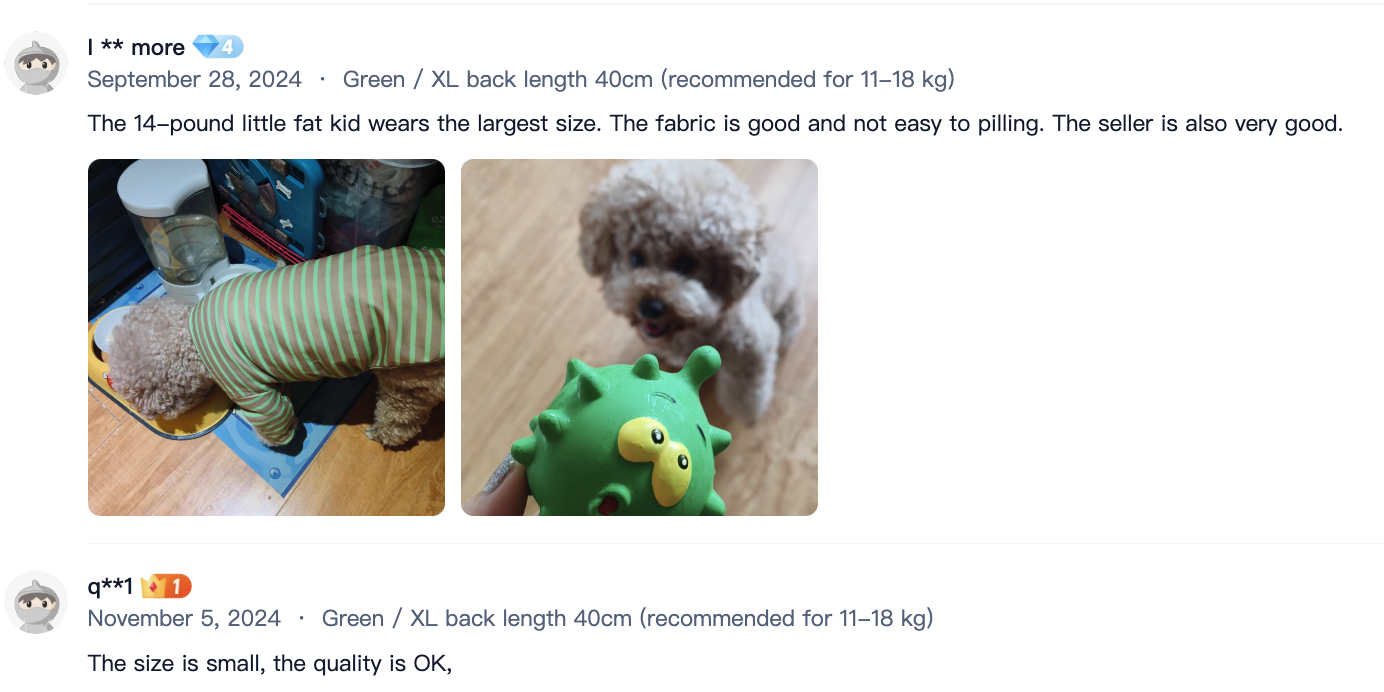 l ** more 4
September 28, 2024 · Green / XL back length 40cm (recommended for 11–18 kg)
The 14–pound little fat kid wears the largest size. The fabric is good and not easy to pilling. The seller is also very good.
q**1 1
November 5, 2024 · Green / XL back length 40cm (recommended for 11–18 kg)
The size is small, the quality is OK,